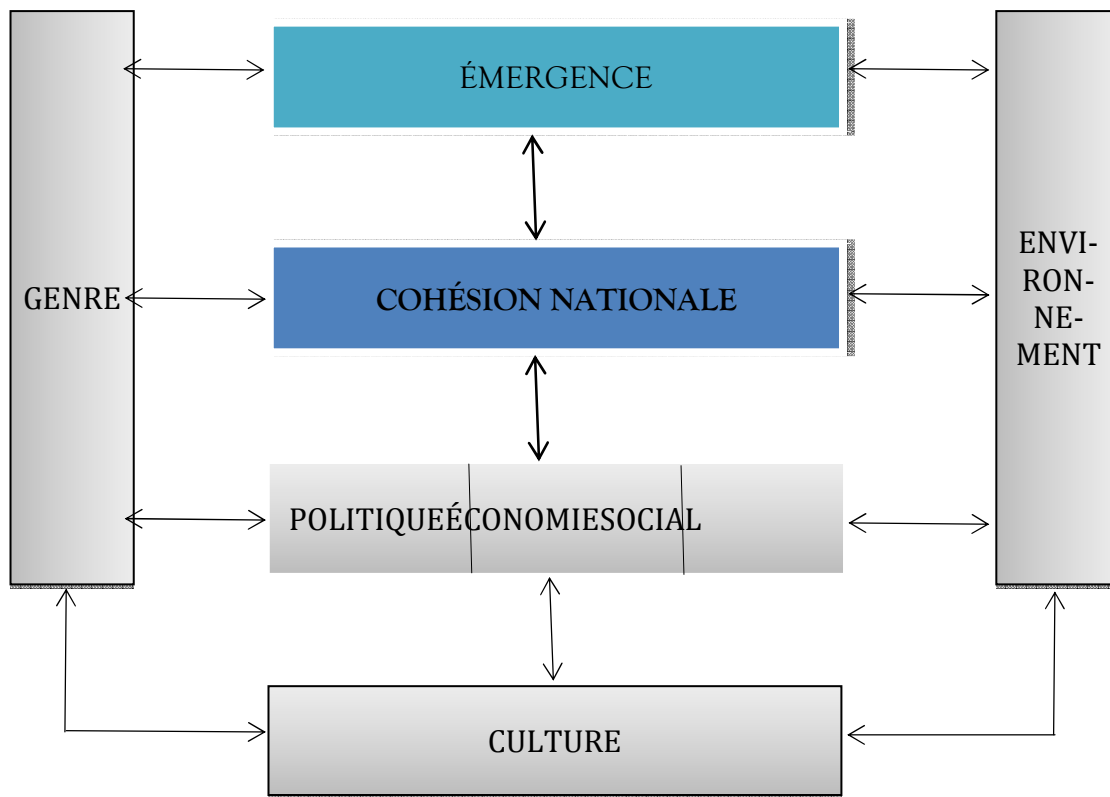 ÉMERGENCE
GENRE
COHÉSION NATIONALE
ENVI-
RON-
NE-
MENT
POLITIQUEÉCONOMIESOCIAL
CULTURE